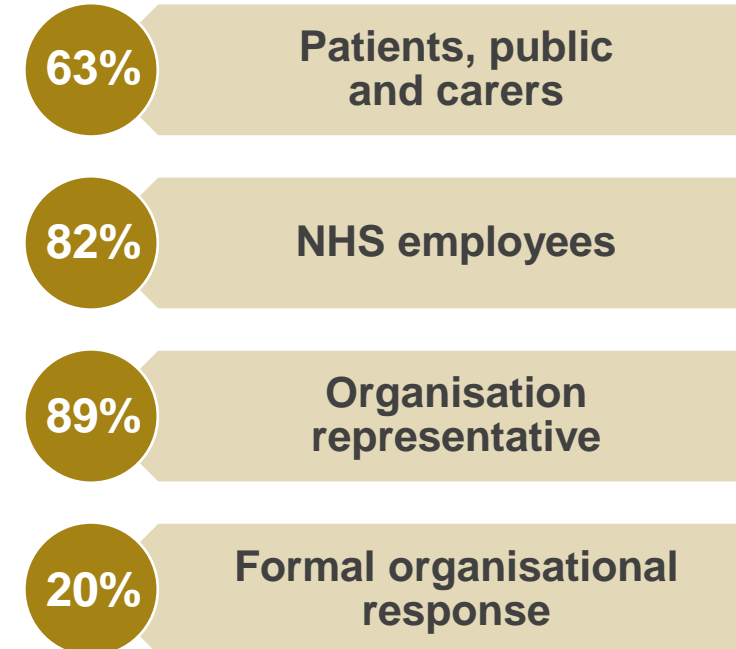 63%
Patients, public
and carers
82%
NHS employees
89%
Organisation
representative
20%
Formal organisational
response